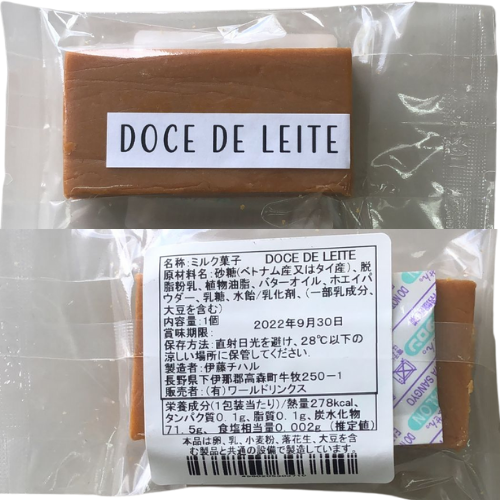 DOCE DE LEITE
名称:ミルク菓子 DOCE DE LEITE
原材料名:砂糖(ベトナム産又はタイ産)、脱
脂粉乳、植物油脂、バターオイル、ホエイパ
ウダー、乳糖、水飴/乳化剤、(一部乳成分、
大豆を含む)
内容量:1個
賞味期限: 2022年9月30日
保存方法:直射日光を避け、28℃以下の
涼しい場所に保管してください.
製造者:伊藤チハル
長野県下伊那郡高森町牛牧250-1
販売者:(有)ワールドリンクス
栄養成分(1包装当たり)/熱量278kcal、
タンパク質0.1g、脂質0.1g、炭水化物
71.5g、食塩相当量0.002g(推定値)
本品は卵、乳、小麦粉、落花生、大豆を含
む製品と共通の設備で製造しています。